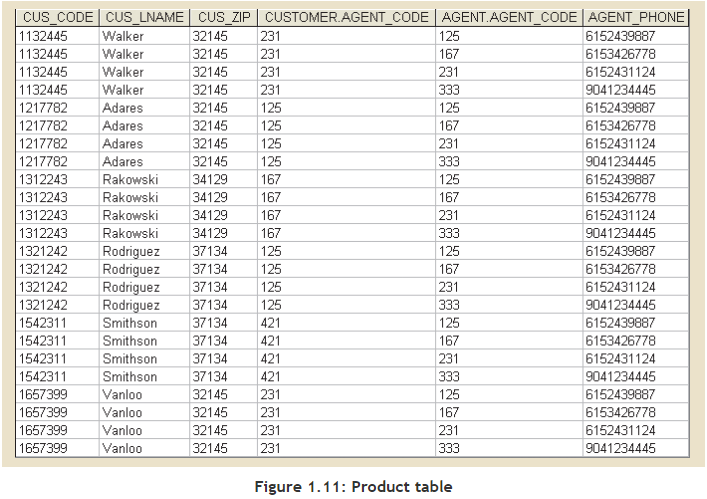 CUS_CODE CUS_LNAME CUS_ZIP CUSTOMER.AGENT_CODE AGENT.AGENT_CODE AGENT_PHONE
1132445 Walker 32145 231 125 6152439887
1132445 Walker 32145 231 167 6153426778
1132445 Walker 32145 231 231 6152431124
1132445 Walker 32145 231 333 9041234445
1217782 Adares 32145 125 125 6152439887
1217782 Adares 32145 125 167 6153426778
1217782 Adares 32145 125 231 6152431124
1217782 Adares 32145 125 333 9041234445
1312243 Rakowski 34129 167 125 6152439887
1312243 Rakowski 34129 167 167 6153426778
1312243 Rakowski 34129 167 231 6152431124
1312243 Rakowski 34129 167 333 9041234445
1321242 Rodriguez 37134 125 125 6152439887
1321242 Rodriguez 37134 125 167 6153426778
1321242 Rodriguez 37134 125 231 6152431124
1321242 Rodriguez 37134 125 333 9041234445
1542311 Smithson 37134 421 125 6152439887
1542311 Smithson 37134 421 167 6153426778
1542311 Smithson 37134 421 231 6152431124
1542311 Smithson 37134 421 333 9041234445
1657399 Vanloo 32145 231 125 6152439887
1657399 Vanloo 32145 231 167 6153426778
1657399 Vanloo 32145 231 231 6152431124
1657399 Vanloo 32145 231 333 9041234445
Figure 1.11: Product table